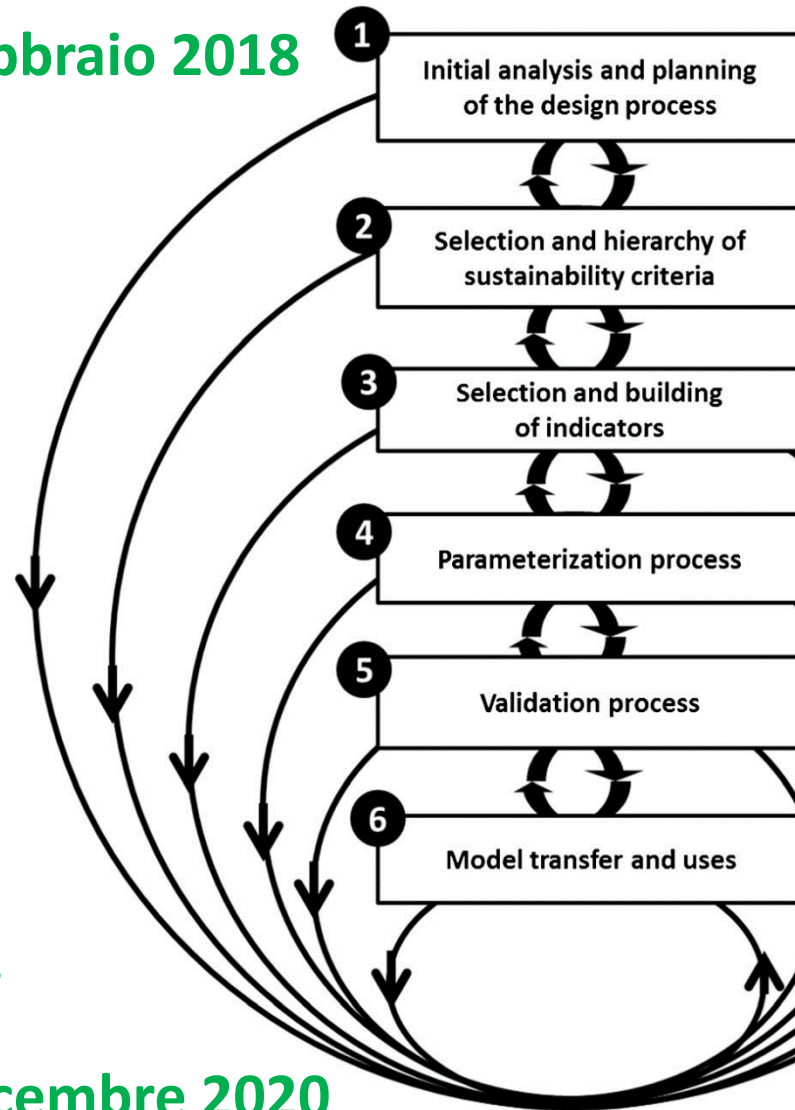 bbraio 2018
1
Initial analysis and planning
of the design process
2
Selection and hierarchy of
sustainability criteria
3
Selection and building
of indicators
4
Parameterization process
5
Validation process
6
Model transfer and uses
cembre 2020